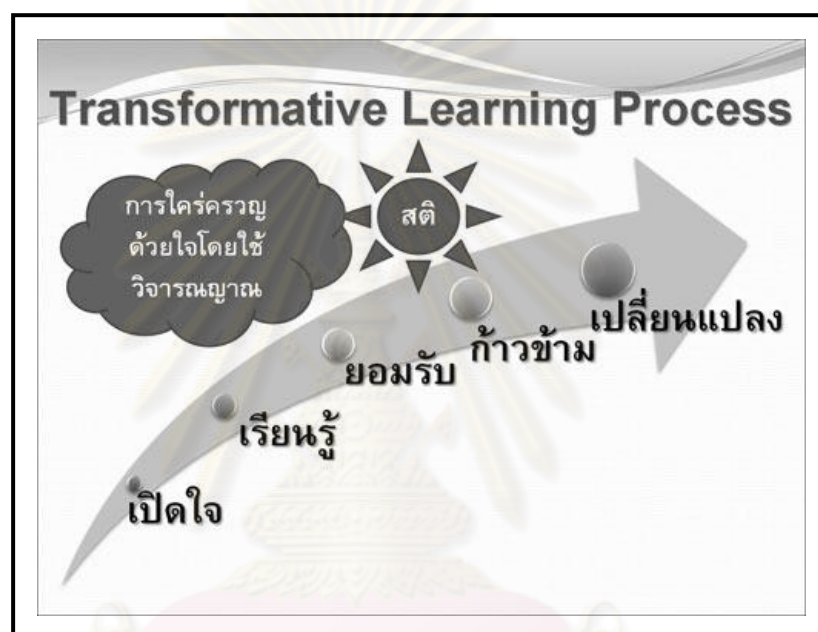 Transformative Learning Process
การใคร่ครวญ
ด้วยใจโดยใช้
วิจารณญาณ
สติ
เปลี่ยนแปลง
ก้าวข้าม
ยอมรับ
เรียนรู้
เปิดใจ